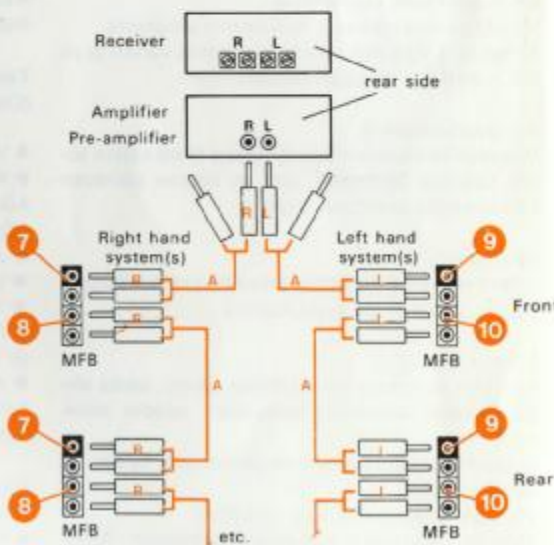 Receiver
R L
rear side
Amplifier
Pre-amplifier
R L
R L
Right hand
system(s)
Left hand
system(s)
7
8
R
R
A
A
L
L
9
10
MFB
MFB
Front
A
A
7
8
R
R
L
L
9
10
MFB
MFB
Rear
etc.